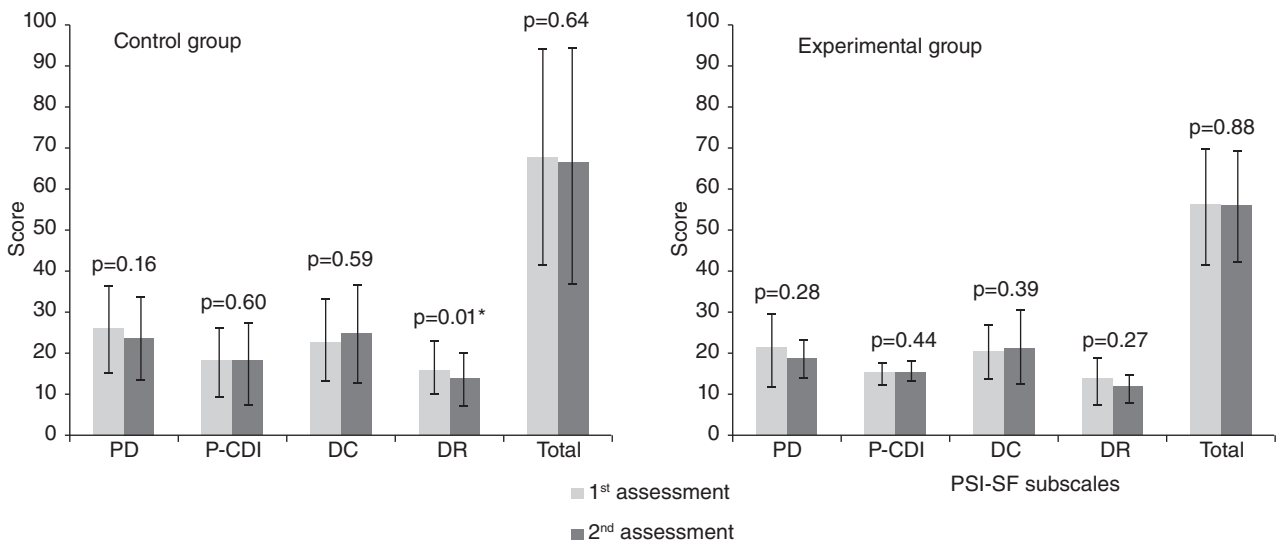 Control group
Score
100
90
80
70
60
50
40
30
20
10
0
p=0.16
p=0.60
p=0.59
p=0.01*
p=0.64
PD
P-CDI
DC
DR
Total
Experimental group
Score
100
90
80
70
60
50
40
30
20
10
0
p=0.28
p=0.44
p=0.39
p=0.27
p=0.88
PD
P-CDI
DC
DR
Total
PSI-SF subscales
1st assessment
2nd assessment